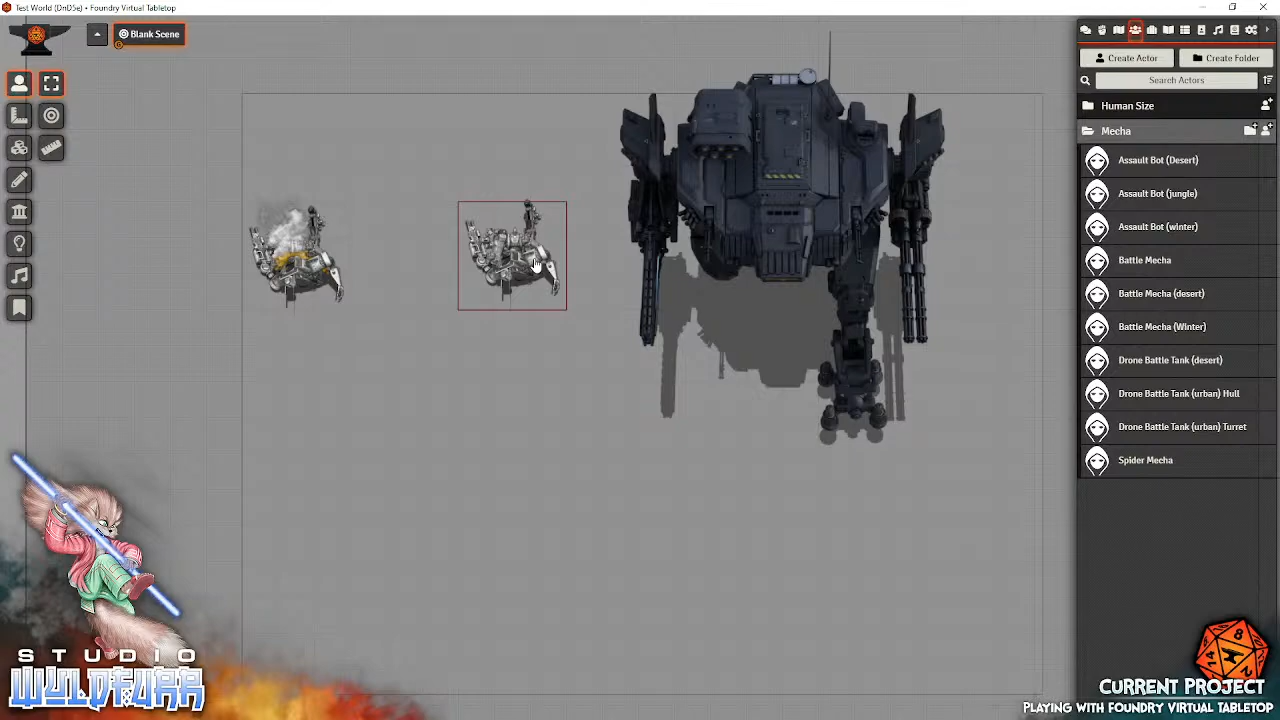 Test World (DnD5e) • Foundry Virtual Tabletop
Blank Scene
G
Create Actor
Create Folder
Search Actors
Human Size
Mecha
Assault Bot (Desert)
Assault Bot (jungle)
Assault Bot (winter)
Battle Mecha
Battle Mecha (desert)
Battle Mecha (Winter)
Drone Battle Tank (desert)
Drone Battle Tank (urban) Hull
Drone Battle Tank (urban) Turret
Spider Mecha
STUDIO
WULDFURR
8
CURRENT PROJECT
PLAYING WITH FOUNDRY VIRTUAL TABLETOP